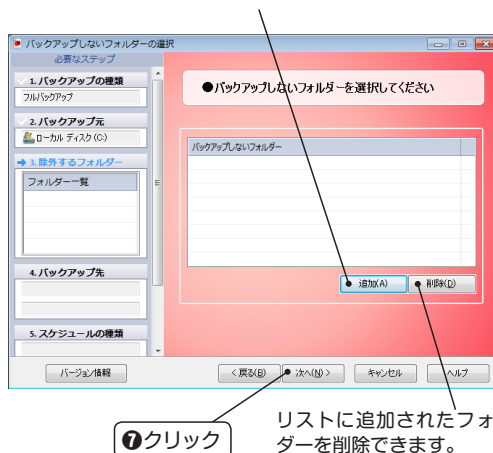 バックアップしないフォルダーの選択
必要なステップ
1. バックアップの種類
フルバックアップ
2. バックアップ元
ローカル ディスク (C:)
3. 除外するフォルダー
フォルダー一覧
4. バックアップ先
5. スケジュールの種類
●バックアップしないフォルダーを選択してください
バックアップしないフォルダー
追加(A)
削除(D)
バージョン情報
< 戻る(B)
次へ(N) >
キャンセル
ヘルプ
❼クリック
リストに追加されたフォ
ダーを削除できます。